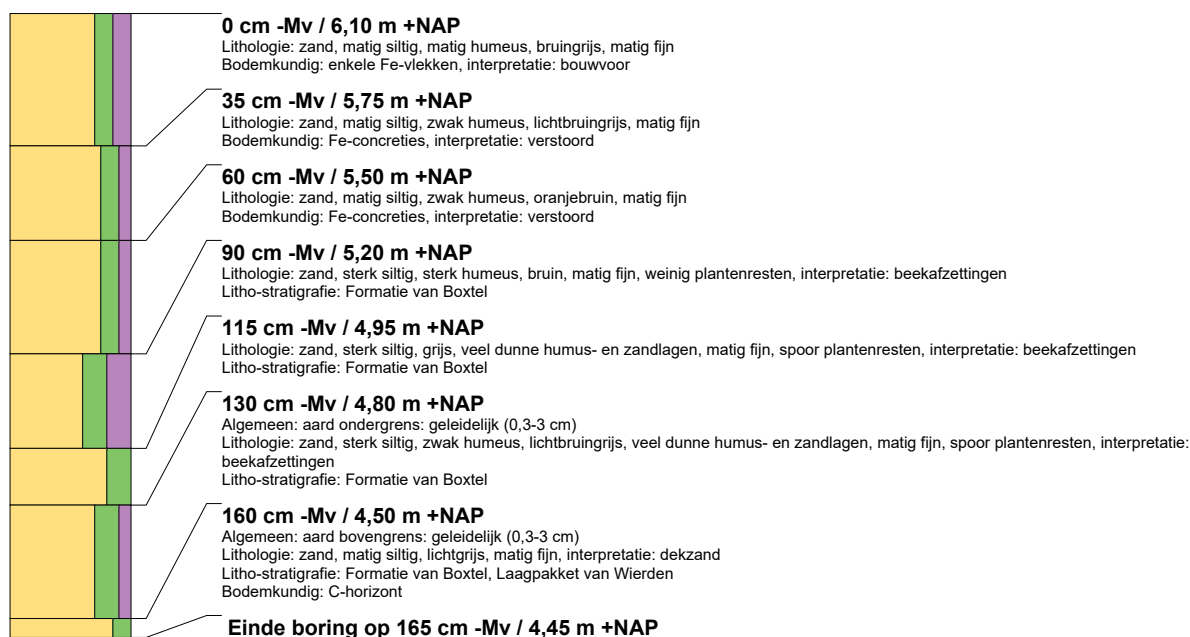 0 cm -Mv / 6,10 m +NAP
Lithologie: zand, matig siltig, matig humeus, bruingrijs, matig fijn
Bodemkundig: enkele Fe-vlekken, interpretatie: bouwvoor
35 cm -Mv / 5,75 m +NAP
Lithologie: zand, matig siltig, zwak humeus, lichtbruingrijs, matig fijn
Bodemkundig: Fe-concreties, interpretatie: verstoord
60 cm -Mv / 5,50 m +NAP
Lithologie: zand, matig siltig, zwak humeus, oranjebruin, matig fijn
Bodemkundig: Fe-concreties, interpretatie: verstoord
90 cm -Mv / 5,20 m +NAP
Lithologie: zand, sterk siltig, sterk humeus, bruin, matig fijn, weinig plantenresten, interpretatie: beekafzettingen
Litho-stratigrafie: Formatie van Boxtel
115 cm -Mv / 4,95 m +NAP
Lithologie: zand, sterk siltig, grijs, veel dunne humus- en zandlagen, matig fijn, spoor plantenresten, interpretatie: beekafzettingen
Litho-stratigrafie: Formatie van Boxtel
130 cm -Mv / 4,80 m +NAP
Algemeen: aard ondergrens: geleidelijk (0,3-3 cm)
Lithologie: zand, sterk siltig, zwak humeus, lichtbruingrijs, veel dunne humus- en zandlagen, matig fijn, spoor plantenresten, interpretatie:
beekafzettingen
Litho-stratigrafie: Formatie van Boxtel
160 cm -Mv / 4,50 m +NAP
Algemeen: aard bovengrens: geleidelijk (0,3-3 cm)
Lithologie: zand, matig siltig, lichtgrijs, matig fijn, interpretatie: dekzand
Litho-stratigrafie: Formatie van Boxtel, Laagpakket van Wierden
Bodemkundig: C-horizont
Einde boring op 165 cm -Mv / 4,45 m +NAP